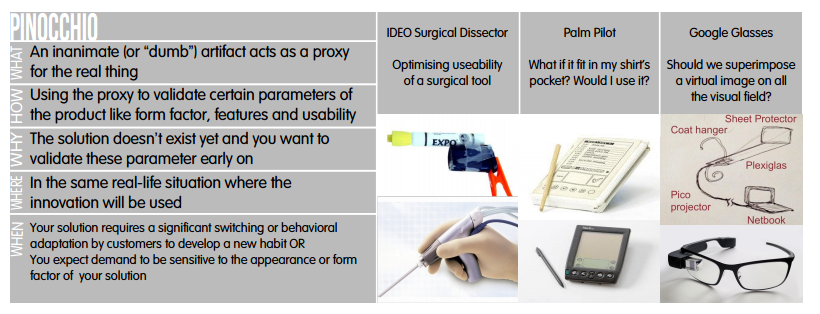 PINOCCHIO
WHAT
An inanimate (or “dumb”) artifact acts as a proxy
for the real thing
HOW
Using the proxy to validate certain parameters of
the product like form factor, features and usability
WHY
The solution doesn’t exist yet and you want to
validate these parameter early on
WHERE
In the same real-life situation where the
innovation will be used
WHEN
Your solution requires a significant switching or behavioral
adaptation by customers to develop a new habit OR
You expect demand to be sensitive to the appearance or form
factor of your solution
IDEO Surgical Dissector
Optimising useability
of a surgical tool
EXPO
Palm Pilot
What if it fit in my shirt’s
pocket? Would I use it?
Google Glasses
Should we superimpose
a virtual image on all
the visual field?
Sheet Protector
Coat hanger
Plexiglas
Pico
projector
Netbook